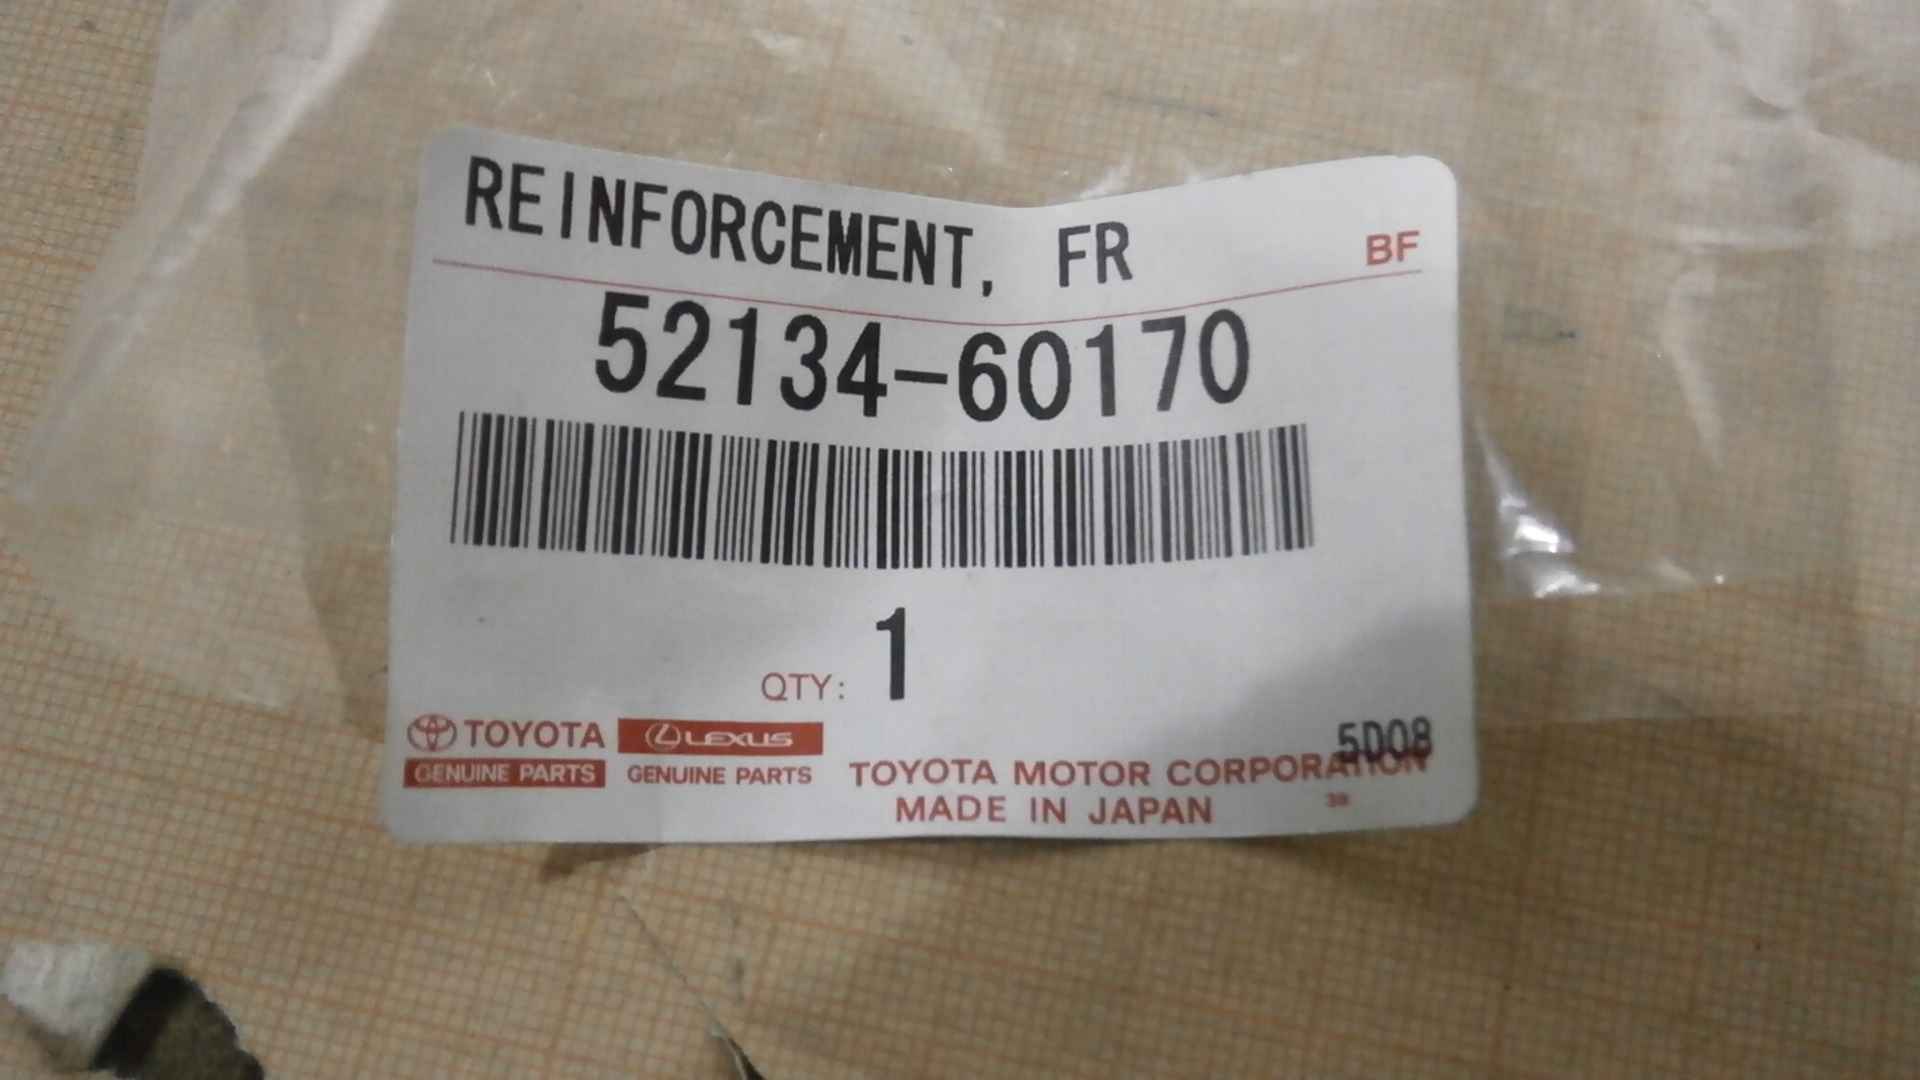 REINFORCEMENT, FR
BF
52134-60170
QTY: 1
TOYOTA
GENUINE PARTS
LEXUS
GENUINE PARTS
5D08
TOYOTA MOTOR CORPORATION
MADE IN JAPAN